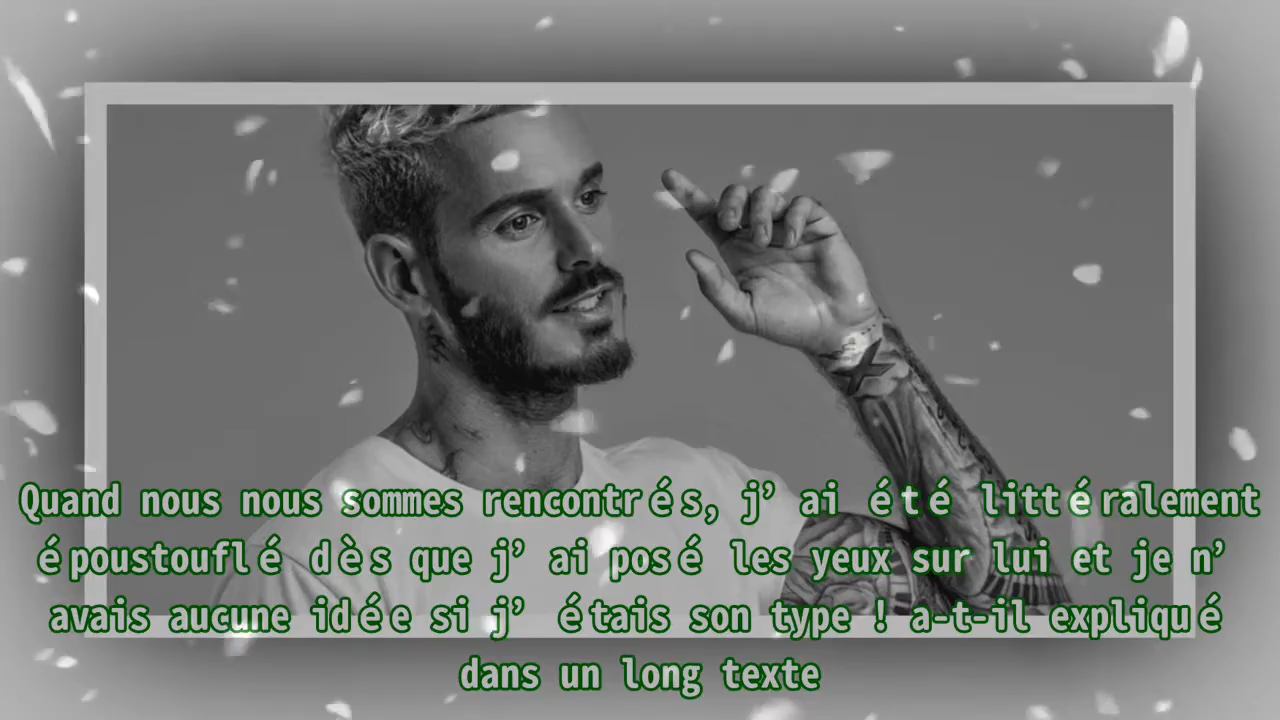 Quand nous nous sommes rencontrés, j’ ai été littéralement
époustouflé dès que j’ ai posé les yeux sur lui et je n’
avais aucune idée si j’ étais son type ! a-t-il expliqué
dans un long texte